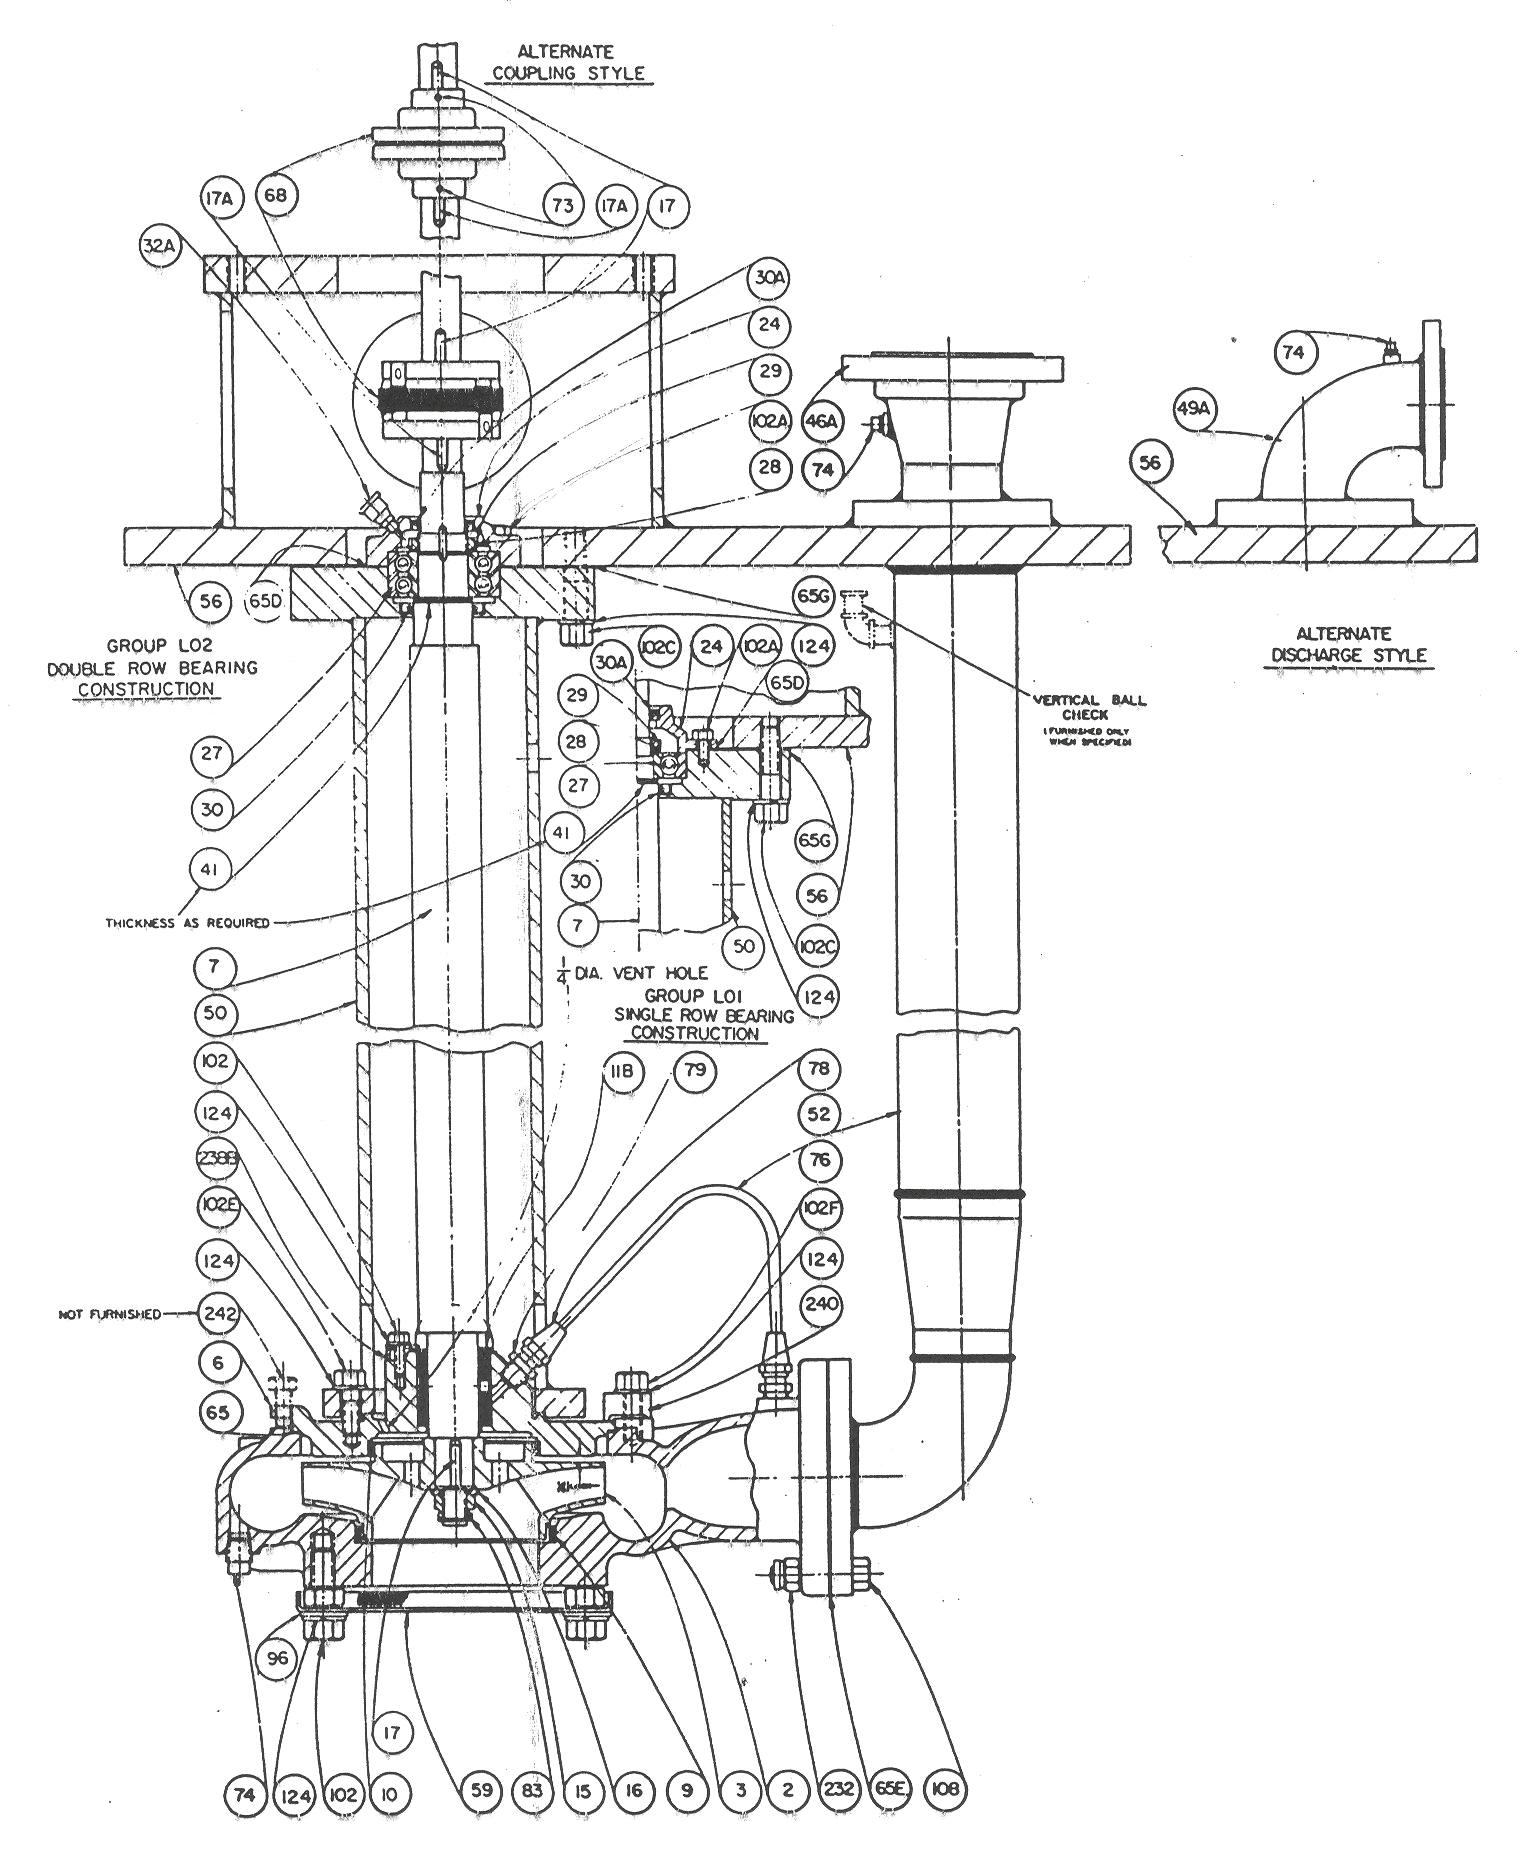 ALTERNATE
COUPLING STYLE
17A
68
73
17A
17
32A
30A
24
29
102A
28
46A
74
74
49A
56
56
65D
GROUP LO2
DOUBLE ROW BEARING
CONSTRUCTION
65G
102C
24
102A
124
30A
65D
29
28
27
ALTERNATE
DISCHARGE STYLE
VERTICAL BALL
CHECK
(FURNISHED ONLY
WHEN SPECIFIED)
27
30
41
THICKNESS AS REQUIRED
41
30
7
65G
56
50
102C
124
7
50
1/4 DIA. VENT HOLE
GROUP LO1
SINGLE ROW BEARING
CONSTRUCTION
102
124
238B
102E
124
NOT FURNISHED
242
6
65
11B
79
78
52
76
102F
124
240
96
17
74
124
102
10
59
83
15
16
9
3
2
232
65E
108